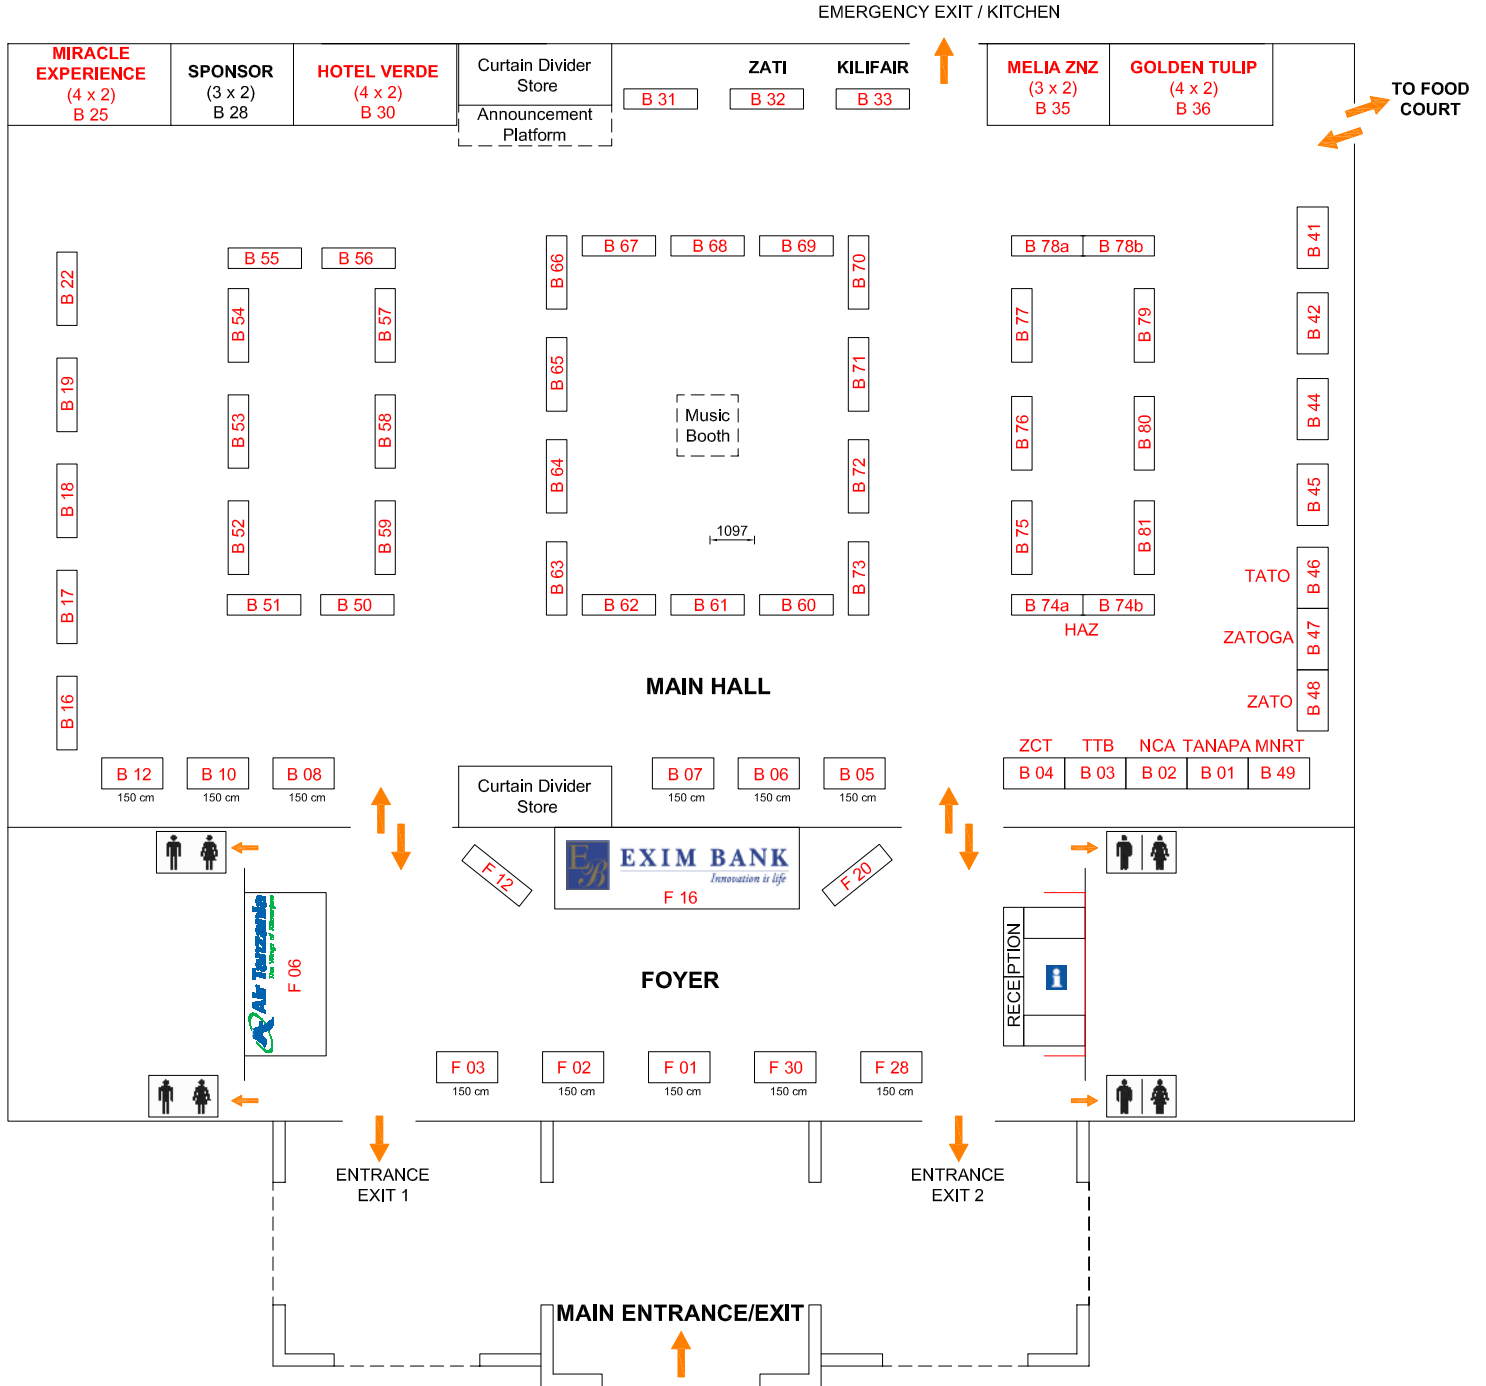 EMERGENCY EXIT / KITCHEN
MIRACLE
EXPERIENCE
(4 x 2)
B 25
SPONSOR
(3 x 2)
B 28
HOTEL VERDE
(4 x 2)
B 30
Curtain Divider
Store
Announcement
Platform
B 31
ZATI
B 32
KILIFAIR
B 33
MELIA ZNZ
(3 x 2)
B 35
GOLDEN TULIP
(4 x 2)
B 36
TO FOOD
COURT
B 22
B 19
B 18
B 17
B 16
B 55
B 56
B 54
B 57
B 53
B 58
B 52
B 59
B 51
B 50
B 66
B 67
B 68
B 69
B 70
B 65
B 71
Music
Booth
B 64
B 72
1097
B 63
B 73
B 62
B 61
B 60
B 78a
B 78b
B 77
B 79
B 76
B 80
B 75
B 81
B 74a
B 74b
HAZ
B 41
B 42
B 44
B 45
TATO
B 46
ZATOGA
B 47
ZATO
B 48
MAIN HALL
B 12
150 cm
B 10
150 cm
B 08
150 cm
Curtain Divider
Store
B 07
150 cm
B 06
150 cm
B 05
150 cm
ZCT
TTB
NCA
TANAPA
MNRT
B 04
B 03
B 02
B 01
B 49
F 12
EB
EXIM BANK
Innovation is life
F 16
F 20
Air Tanzania
The Wings of Kilimanjaro
F 06
FOYER
RECEPTION
i
F 03
150 cm
F 02
150 cm
F 01
150 cm
F 30
150 cm
F 28
150 cm
ENTRANCE
EXIT 1
ENTRANCE
EXIT 2
MAIN ENTRANCE/EXIT